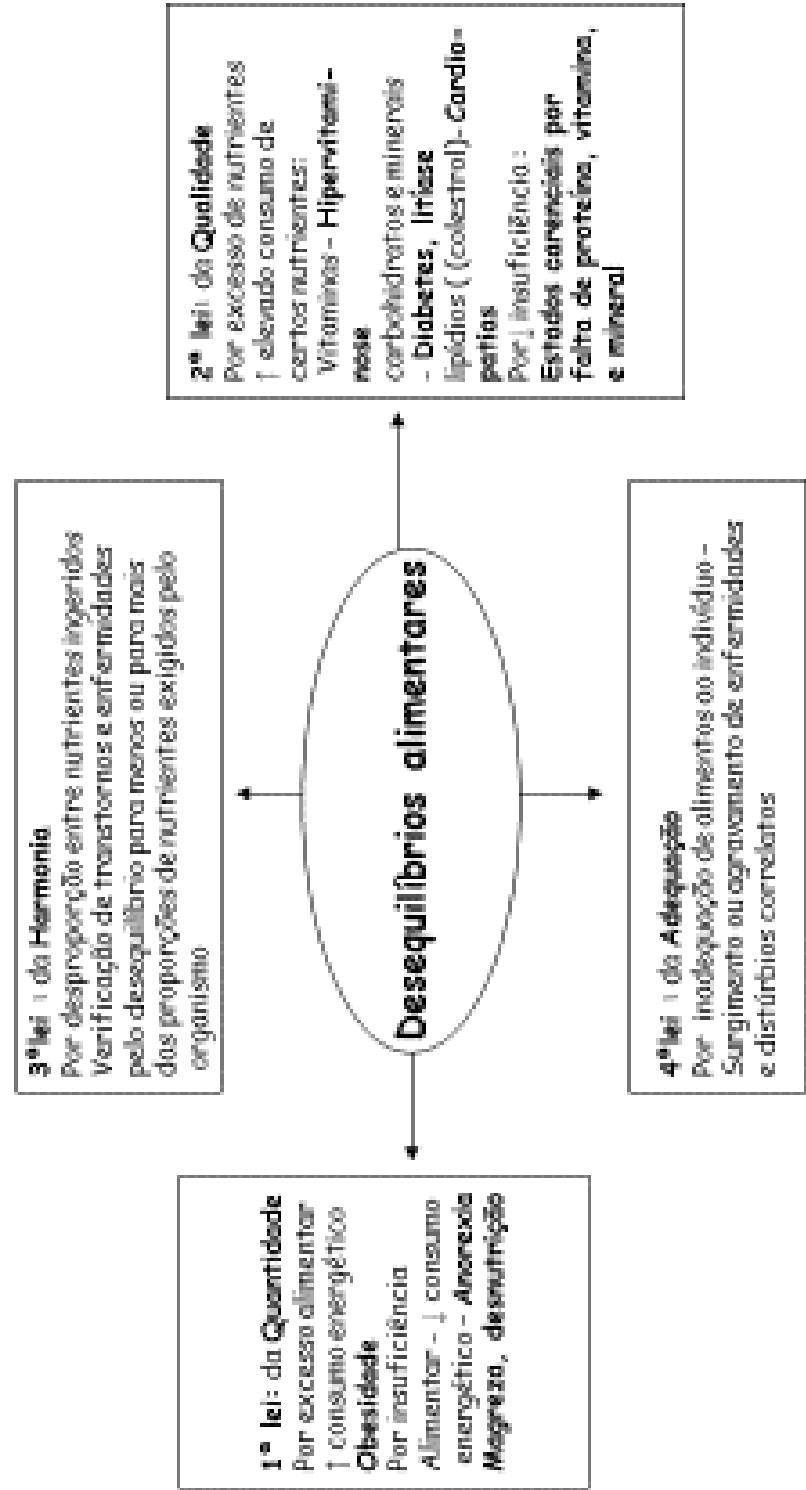 1ª lei: da Quantidade
Por excesso alimentar
↑ consumo energético
Obesidade
Por insuficiência
Alimentar - ↓ consumo
energético - Anorexia
Magreza, desnutrição
3ª lei : da Harmonia
Por desproporção entre nutrientes ingeridos
Verificação de transtornos e enfermidades
pelo desequilíbrio para menos ou para mais
das proporções de nutrientes exigidos pelo
organismo
Desequilíbrios alimentares
4ª lei : da Adequação
Por inadequação de alimentos ao indivíduo -
Surgimento ou agravamento de enfermidades
e distúrbios correlatos
2ª lei: da Qualidade
Por excesso de nutrientes
↑ elevado consumo de
certos nutrientes:
Vitaminas - Hipervitami-
nose
carbohidratos e minerais
- Diabetes, litíase
lipídios ( (colestrol)- Cardio-
patias
Por↓ insuficiência :
Estados carenciais por
falta de proteína, vitamina,
e mineral